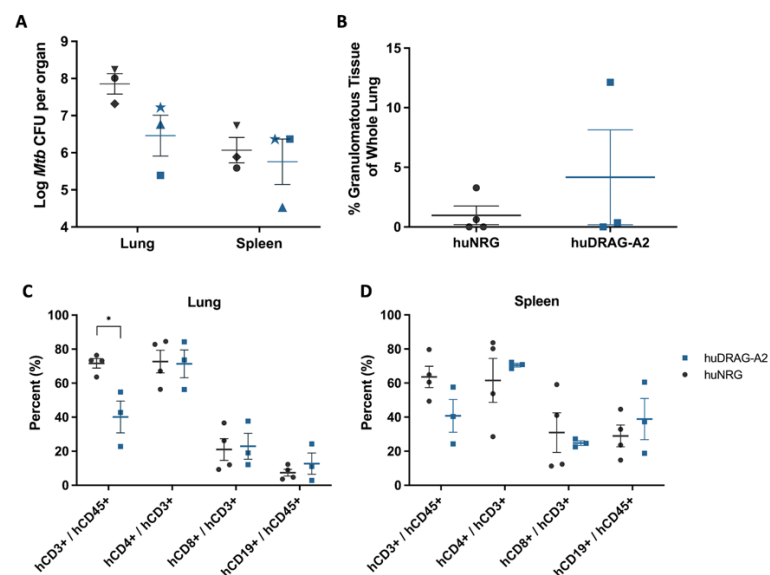 A
Log Mtb CFU per organ
9
8
7
6
5
4
Lung
Spleen
B
% Granulomatous Tissue
of Whole Lung
15
10
5
0
huNRG
huDRAG-A2
C
Lung
Percent (%)
100
80
60
40
20
0
*
hCD3+ / hCD45+
hCD4+ / hCD3+
hCD8+ / hCD3+
hCD19+ / hCD45+
D
Spleen
Percent (%)
100
80
60
40
20
0
hCD3+ / hCD45+
hCD4+ / hCD3+
hCD8+ / hCD3+
hCD19+ / hCD45+
huDRAG-A2
huNRG